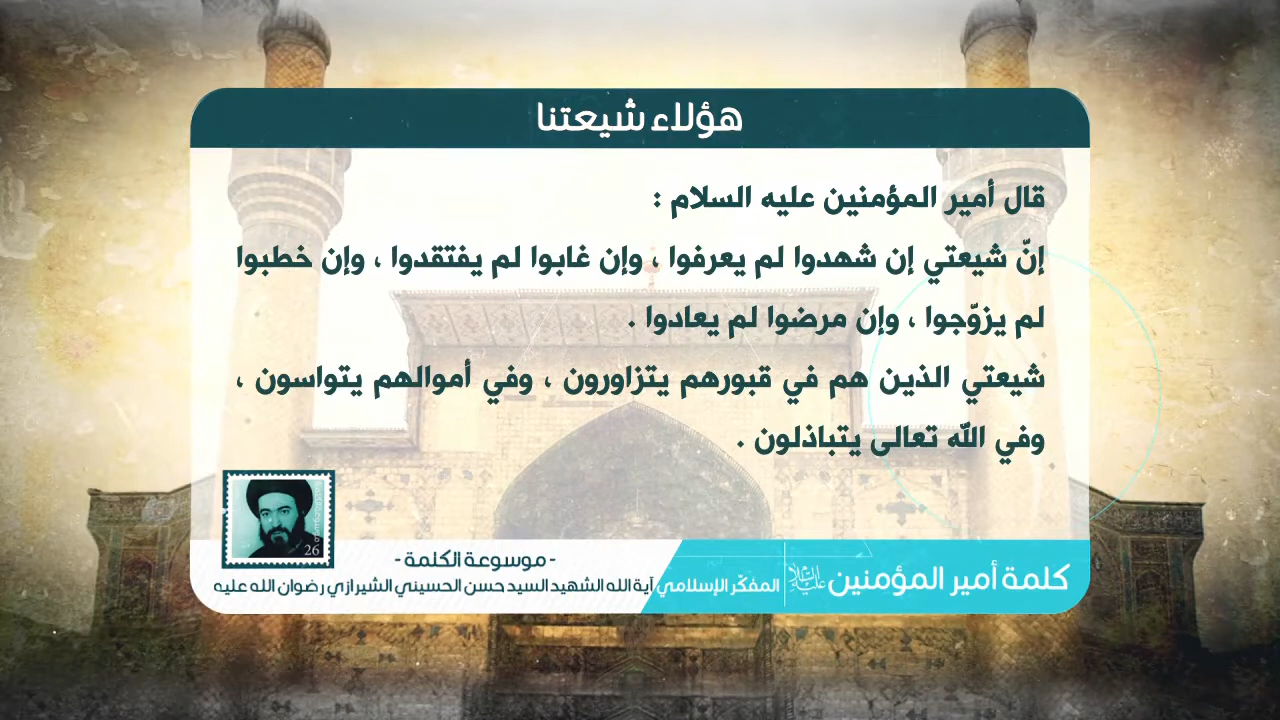 هؤلاء شيعتنا
قال أمير المؤمنين عليه السلام :
إنّ شيعتي إن شهدوا لم يعرفوا ، وإن غابوا لم يفتقدوا ، وإن خطبوا
لم يزوّجوا ، وإن مرضوا لم يعادوا .
شيعتي الذين هم في قبورهم يتزاورون ، وفي أموالهم يتواسون ،
وفي الله تعالى يتباذلون .
26
كلمة أمير المؤمنين عليه السلام
- موسوعة الكلمة -
المفكّر الإسلامي آية الله الشهيد السيد حسن الحسيني الشيرازي رضوان الله عليه